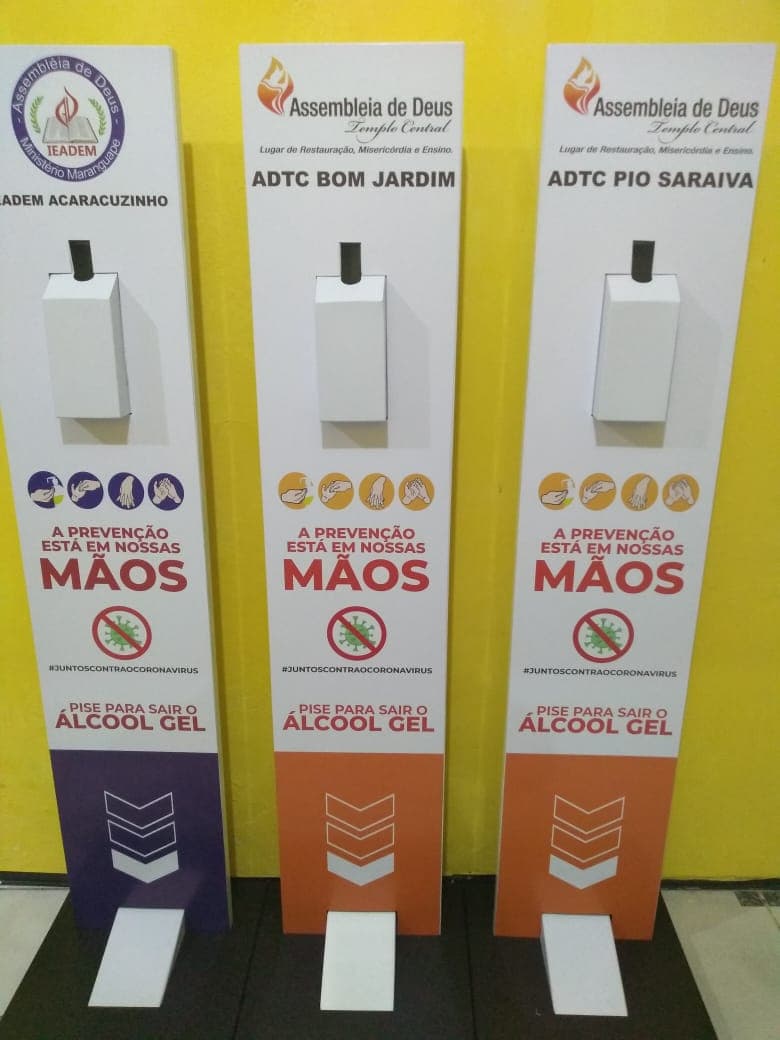 Assembléia de Deus
IEADEM
Ministério Maranguape
ADEM ACARACUZINHO
A PREVENÇÃO
ESTÁ EM NOSSAS
MÃOS
#JUNTOSCONTRAOCORONAVIRUS
PISE PARA SAIR O
ÁLCOOL GEL
Assembleia de Deus
Templo Central
Lugar de Restauração, Misericórdia e Ensino.
ADTC BOM JARDIM
A PREVENÇÃO
ESTÁ EM NOSSAS
MÃOS
#JUNTOSCONTRAOCORONAVIRUS
PISE PARA SAIR O
ÁLCOOL GEL
Assembleia de Deus
Templo Central
Lugar de Restauração, Misericórdia e Ensino.
ADTC PIO SARAIVA
A PREVENÇÃO
ESTÁ EM NOSSAS
MÃOS
#JUNTOSCONTRAOCORONAVIRUS
PISE PARA SAIR O
ÁLCOOL GEL